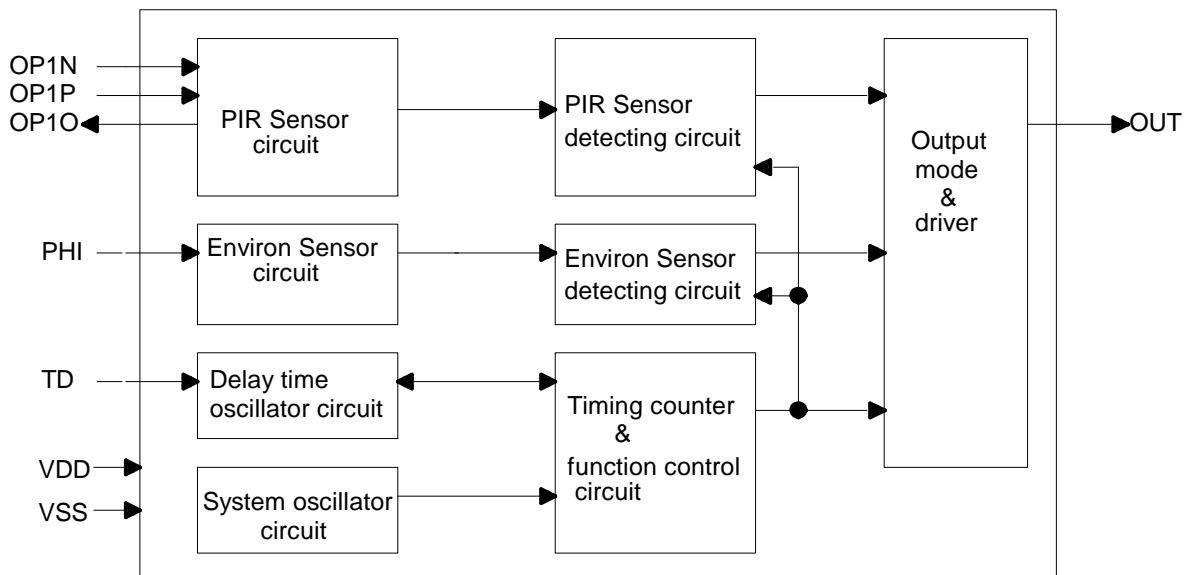 OP1N
OP1P
OP1O
PIR Sensor
circuit
PIR Sensor
detecting circuit
Output
mode
&
driver
OUT
PHI
Environ Sensor
circuit
Environ Sensor
detecting circuit
TD
Delay time
oscillator circuit
Timing counter
&
function control
circuit
VDD
VSS
System oscillator
circuit